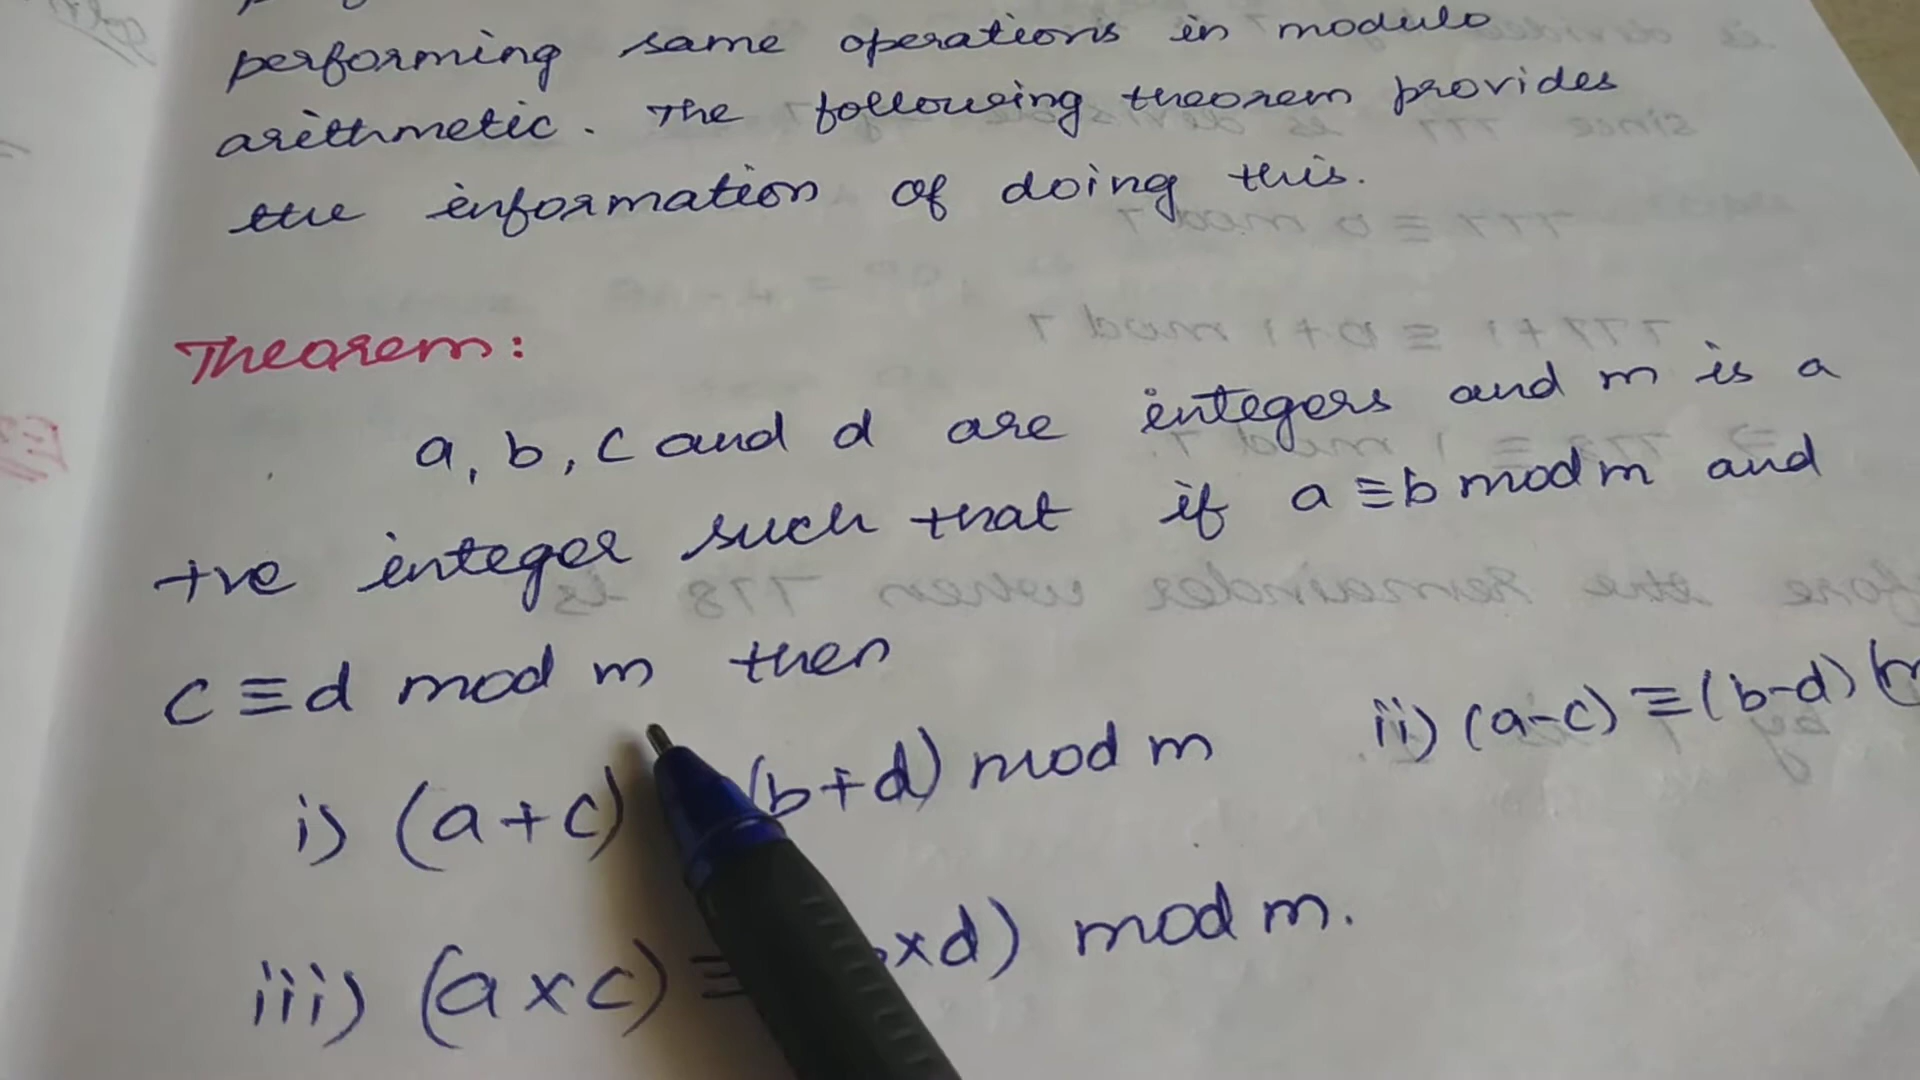 performing same operations in modulo
arithmetic. The following theorem provides
the information of doing this.
Theorem:
a, b, c and d are integers and m is a
+ve integer such that if a ≡ b mod m and
c ≡ d mod m then
i) (a+c) (b+d) mod m ii) (a-c) ≡ (b-d) (m
iii) (a×c) ≡ ×d) mod m.